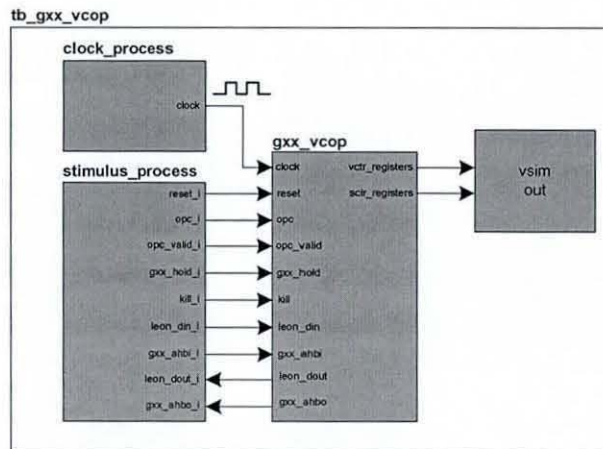 tb_gxx_vcop
clock_process
clock
gxx_vcop
clock
vctr_registers
reset
sclr_registers
opc
opc_valid
gxx_hold
kill
leon_din
gxx_ahbi
leon_dout
gxx_ahbo
stimulus_process
reset_i
opc_i
opc_valid_i
gxx_hold_i
kill_i
leon_din_i
gxx_ahbi_i
leon_dout_i
gxx_ahbo_i
vsim
out